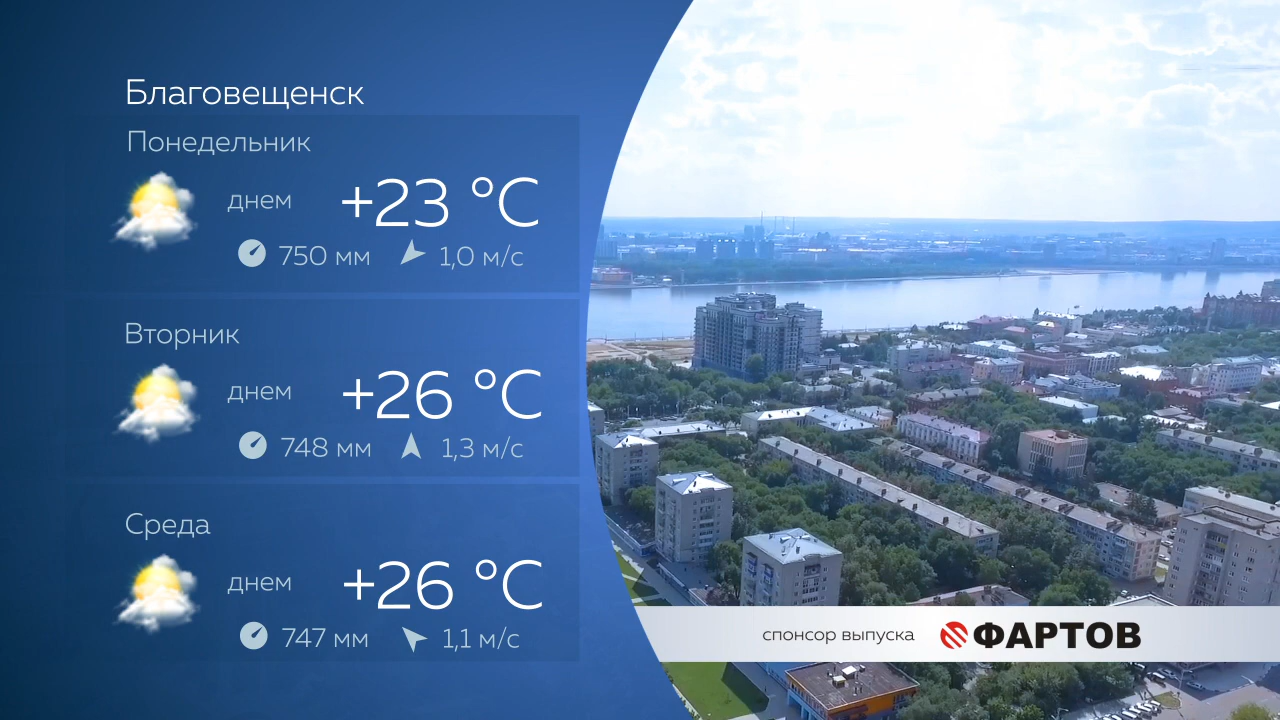 Благовещенск
Понедельник
днем +23 °C
750 мм 1,0 м/с
Вторник
днем +26 °C
748 мм 1,3 м/с
Среда
днем +26 °C
747 мм 1,1 м/с
спонсор выпуска ФАРТОВ